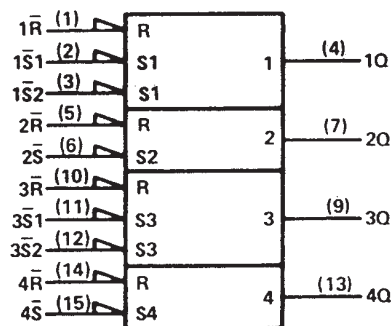 1R̅ (1) R
1S̅1 (2) S1 1 (4) 1Q
1S̅2 (3) S1
2R̅ (5) R 2 (7) 2Q
2S̅ (6) S2
3R̅ (10) R
3S̅1 (11) S3 3 (9) 3Q
3S̅2 (12) S3
4R̅ (14) R 4 (13) 4Q
4S̅ (15) S4